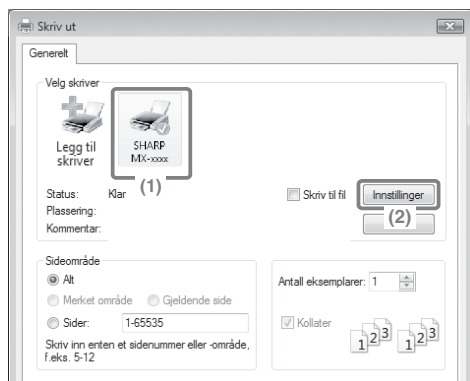 Skriv ut
Generelt
Velg skriver
Legg til
skriver
SHARP
MX-xxxx
(1)
Status: Klar
Plassering:
Kommentar:
Skriv til fil
Innstillinger
(2)
Sideområde
Alt
Merket område Gjeldende side
Sider: 1-65535
Skriv inn enten et sidenummer eller -område,
f.eks. 5-12
Antall eksemplarer: 1
Kollater
1 2 3 1 2 3